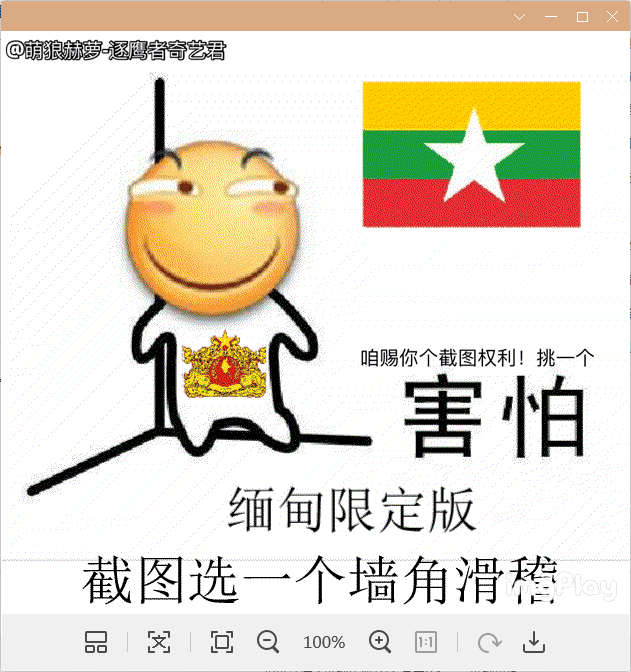 @萌狼赫萝-逐鹰者奇艺君
咱赐你个截图权利！挑一个
害怕
缅甸限定版
截图选一个墙角滑稽
ImgPlay
100%
1:1